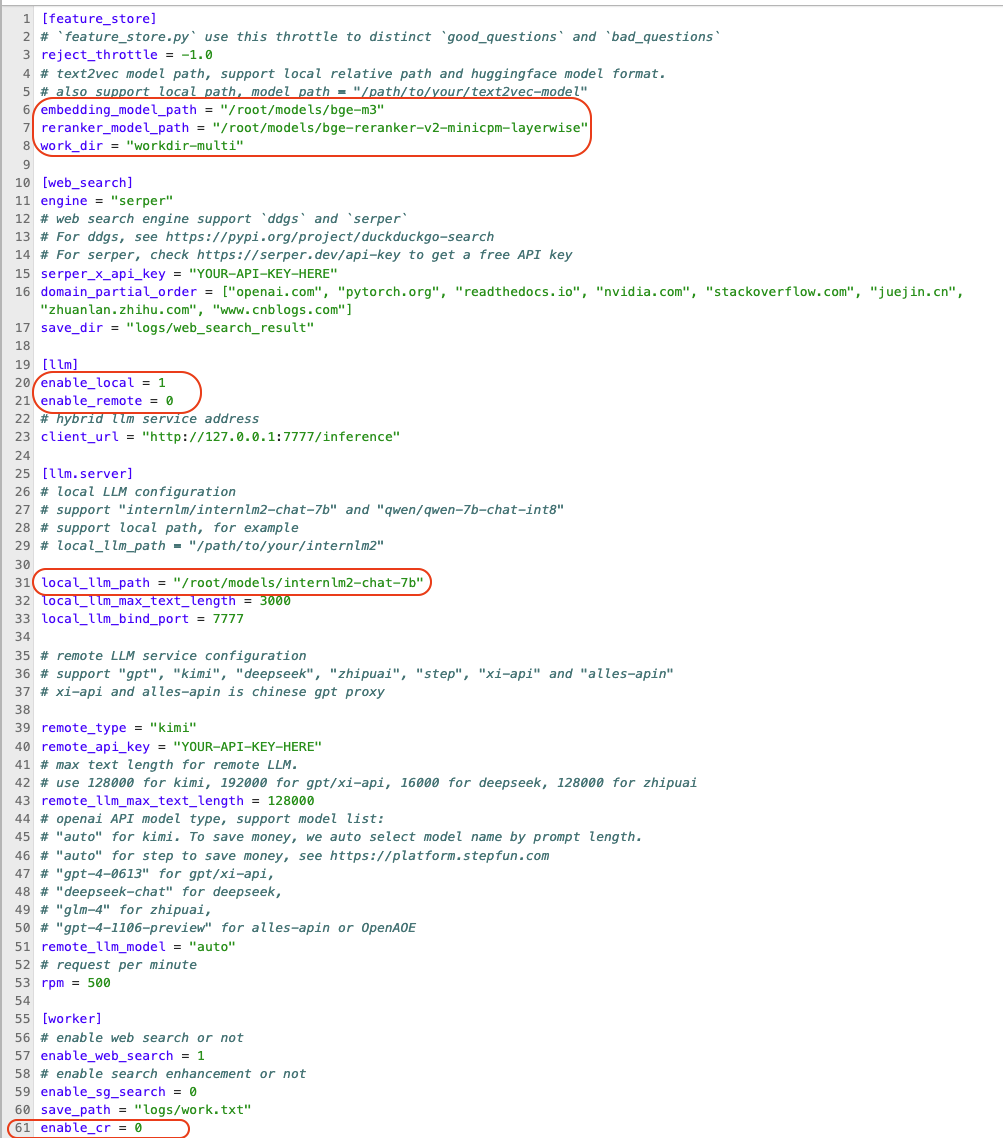 1 [feature_store]
2 # `feature_store.py` use this throttle to distinct `good_questions` and `bad_questions`
3 reject_throttle = -1.0
4 # text2vec model path, support local relative path and huggingface model format.
5 # also support local path, model_path = "/path/to/your/text2vec-model"
6 embedding_model_path = "/root/models/bge-m3"
7 reranker_model_path = "/root/models/bge-reranker-v2-minicpm-layerwise"
8 work_dir = "workdir-multi"
9
10 [web_search]
11 engine = "serper"
12 # web search engine support `ddgs` and `serper`
13 # For ddgs, see https://pypi.org/project/duckduckgo-search
14 # For serper, check https://serper.dev/api-key to get a free API key
15 serper_x_api_key = "YOUR-API-KEY-HERE"
16 domain_partial_order = ["openai.com", "pytorch.org", "readthedocs.io", "nvidia.com", "stackoverflow.com", "juejin.cn",
"zhuanlan.zhihu.com", "www.cnblogs.com"]
17 save_dir = "logs/web_search_result"
18
19 [llm]
20 enable_local = 1
21 enable_remote = 0
22 # hybrid llm service address
23 client_url = "http://127.0.0.1:7777/inference"
24
25 [llm.server]
26 # local LLM configuration
27 # support "internlm/internlm2-chat-7b" and "qwen/qwen-7b-chat-int8"
28 # support local path, for example
29 # local_llm_path = "/path/to/your/internlm2"
30
31 local_llm_path = "/root/models/internlm2-chat-7b"
32 local_llm_max_text_length = 3000
33 local_llm_bind_port = 7777
34
35 # remote LLM service configuration
36 # support "gpt", "kimi", "deepseek", "zhipuai", "step", "xi-api" and "alles-apin"
37 # xi-api and alles-apin is chinese gpt proxy
38
39 remote_type = "kimi"
40 remote_api_key = "YOUR-API-KEY-HERE"
41 # max text length for remote LLM.
42 # use 128000 for kimi, 192000 for gpt/xi-api, 16000 for deepseek, 128000 for zhipuai
43 remote_llm_max_text_length = 128000
44 # openai API model type, support model list:
45 # "auto" for kimi. To save money, we auto select model name by prompt length.
46 # "auto" for step to save money, see https://platform.stepfun.com
47 # "gpt-4-0613" for gpt/xi-api,
48 # "deepseek-chat" for deepseek,
49 # "glm-4" for zhipuai,
50 # "gpt-4-1106-preview" for alles-apin or OpenAOE
51 remote_llm_model = "auto"
52 # request per minute
53 rpm = 500
54
55 [worker]
56 # enable web search or not
57 enable_web_search = 1
58 # enable search enhancement or not
59 enable_sg_search = 0
60 save_path = "logs/work.txt"
61 enable_cr = 0